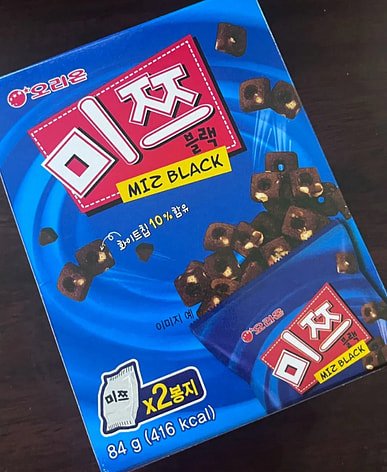 오리온
미쯔
블랙
MIZ BLACK
화이트칩 10% 함유
이미지 예
오리온
미쯔
블랙
MIZ BLACK
미쯔
X2봉지
84 g (416 kcal)